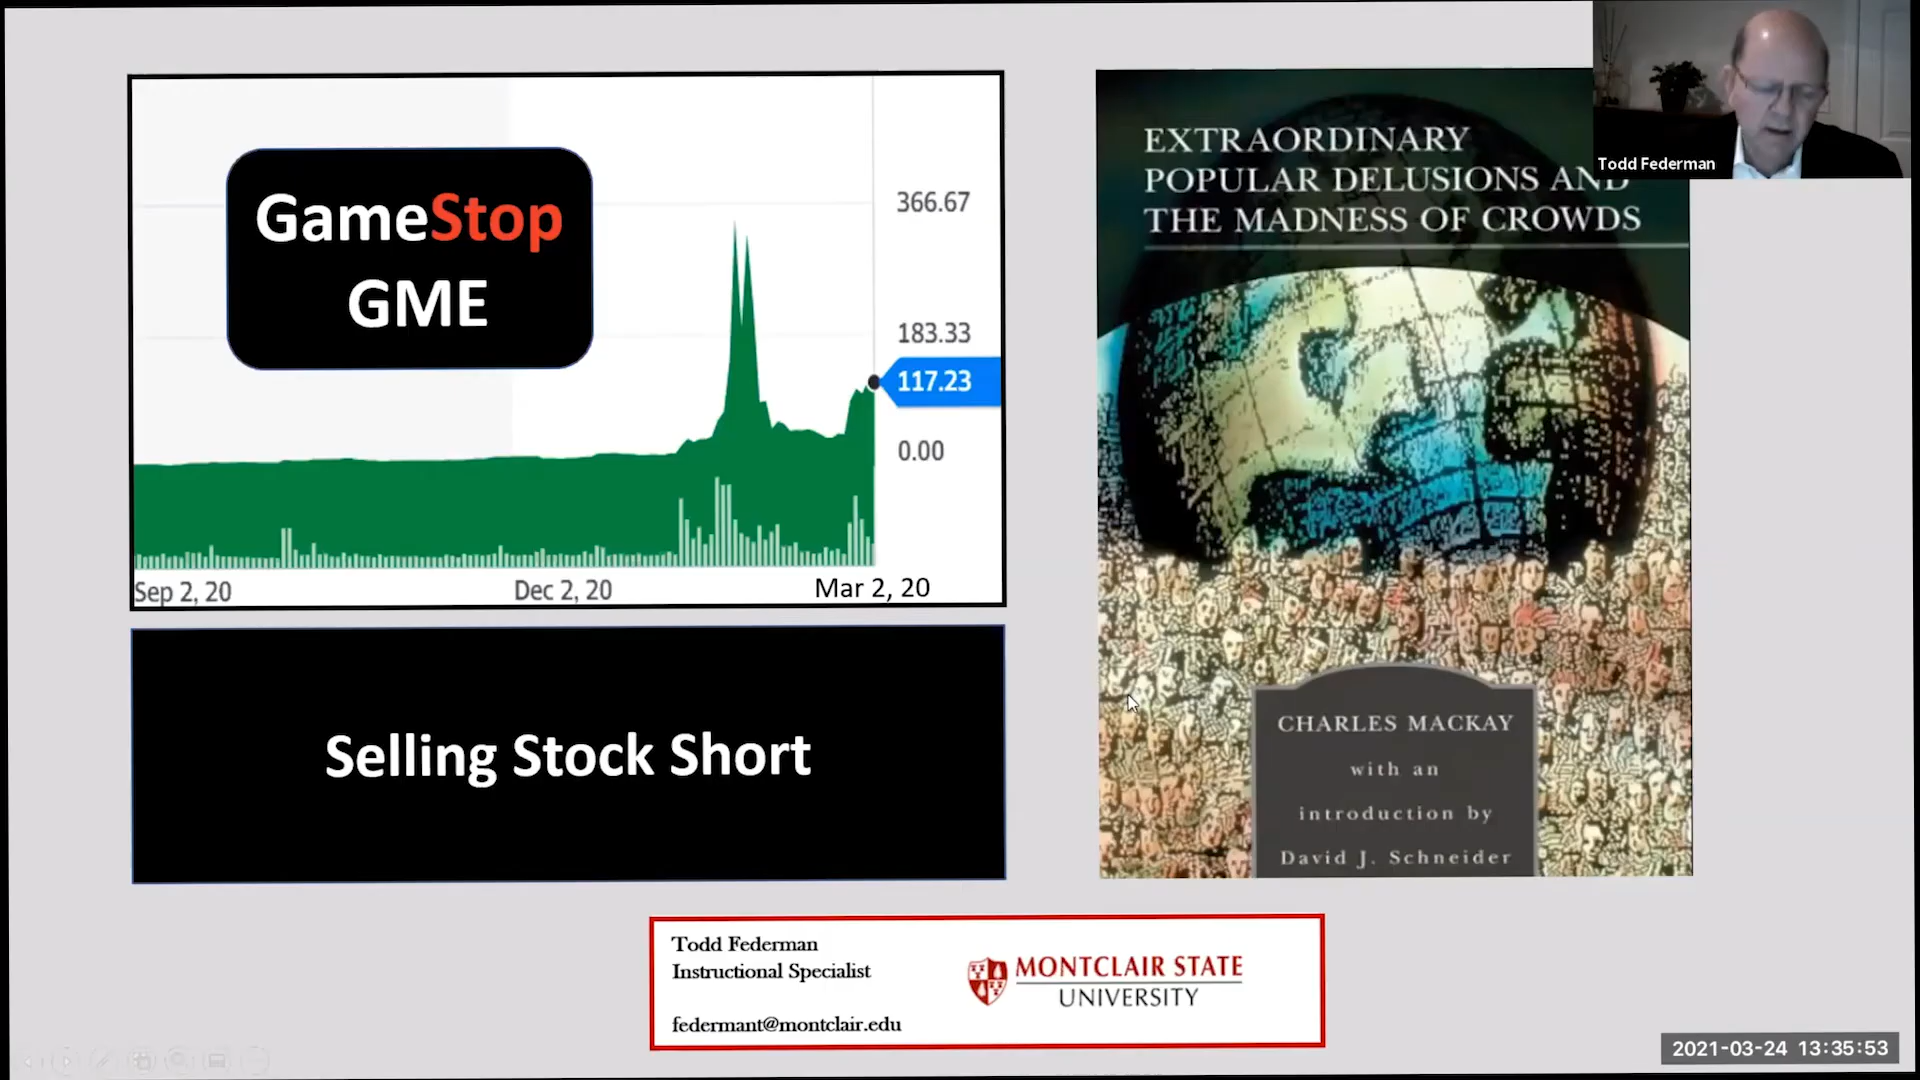 GameStop
GME
366.67
183.33
117.23
0.00
Sep 2, 20
Dec 2, 20
Mar 2, 20
Selling Stock Short
EXTRAORDINARY
POPULAR DELUSIONS AND
THE MADNESS OF CROWDS
CHARLES MACKAY
with an
introduction by
David J. Schneider
Todd Federman
Todd Federman
Instructional Specialist
federmant@montclair.edu
MONTCLAIR STATE
UNIVERSITY
2021-03-24 13:35:53